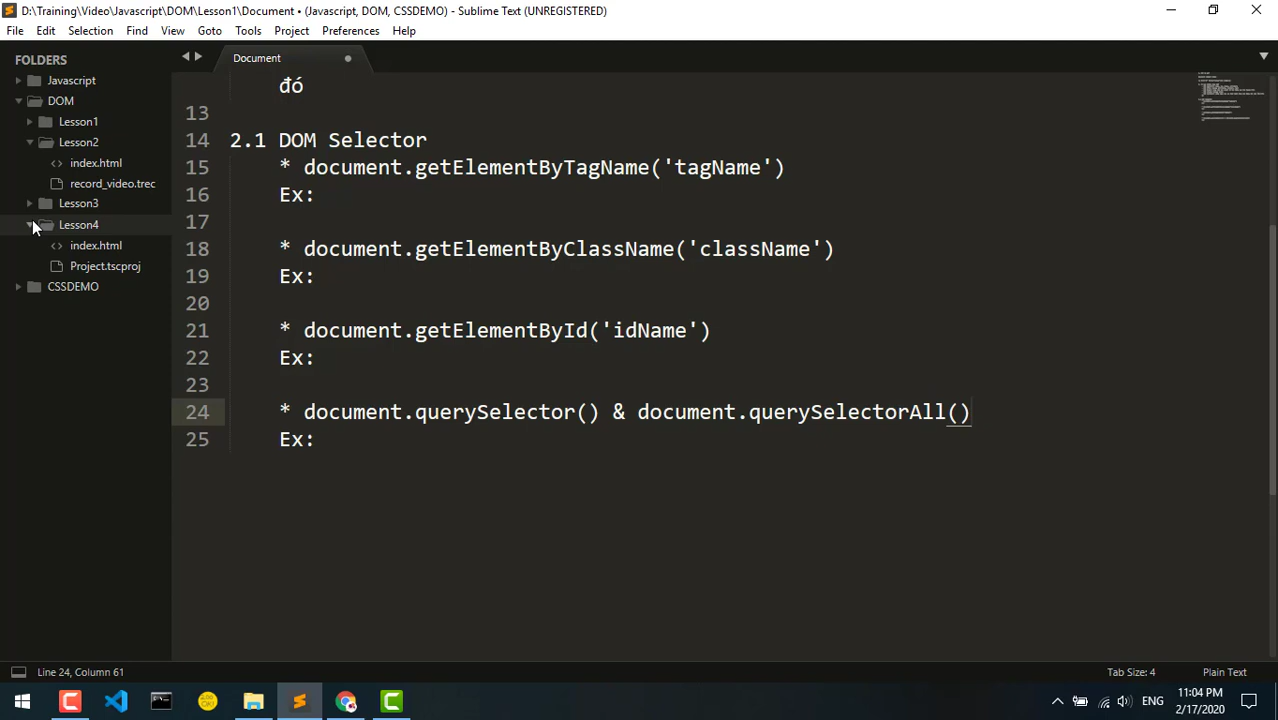 D:\Training\Video\Javascript\DOM\Lesson1\Document • (Javascript, DOM, CSSDEMO) - Sublime Text (UNREGISTERED)
File Edit Selection Find View Goto Tools Project Preferences Help
FOLDERS
Javascript
DOM
Lesson1
Lesson2
index.html
record_video.trec
Lesson3
Lesson4
index.html
Project.tscproj
CSSDEMO
Document
đó
13
14 2.1 DOM Selector
15 * document.getElementByTagName('tagName')
16 Ex:
17
18 * document.getElementByClassName('className')
19 Ex:
20
21 * document.getElementById('idName')
22 Ex:
23
24 * document.querySelector() & document.querySelectorAll()
25 Ex:
Line 24, Column 61
Tab Size: 4
Plain Text
ENG
11:04 PM
2/17/2020